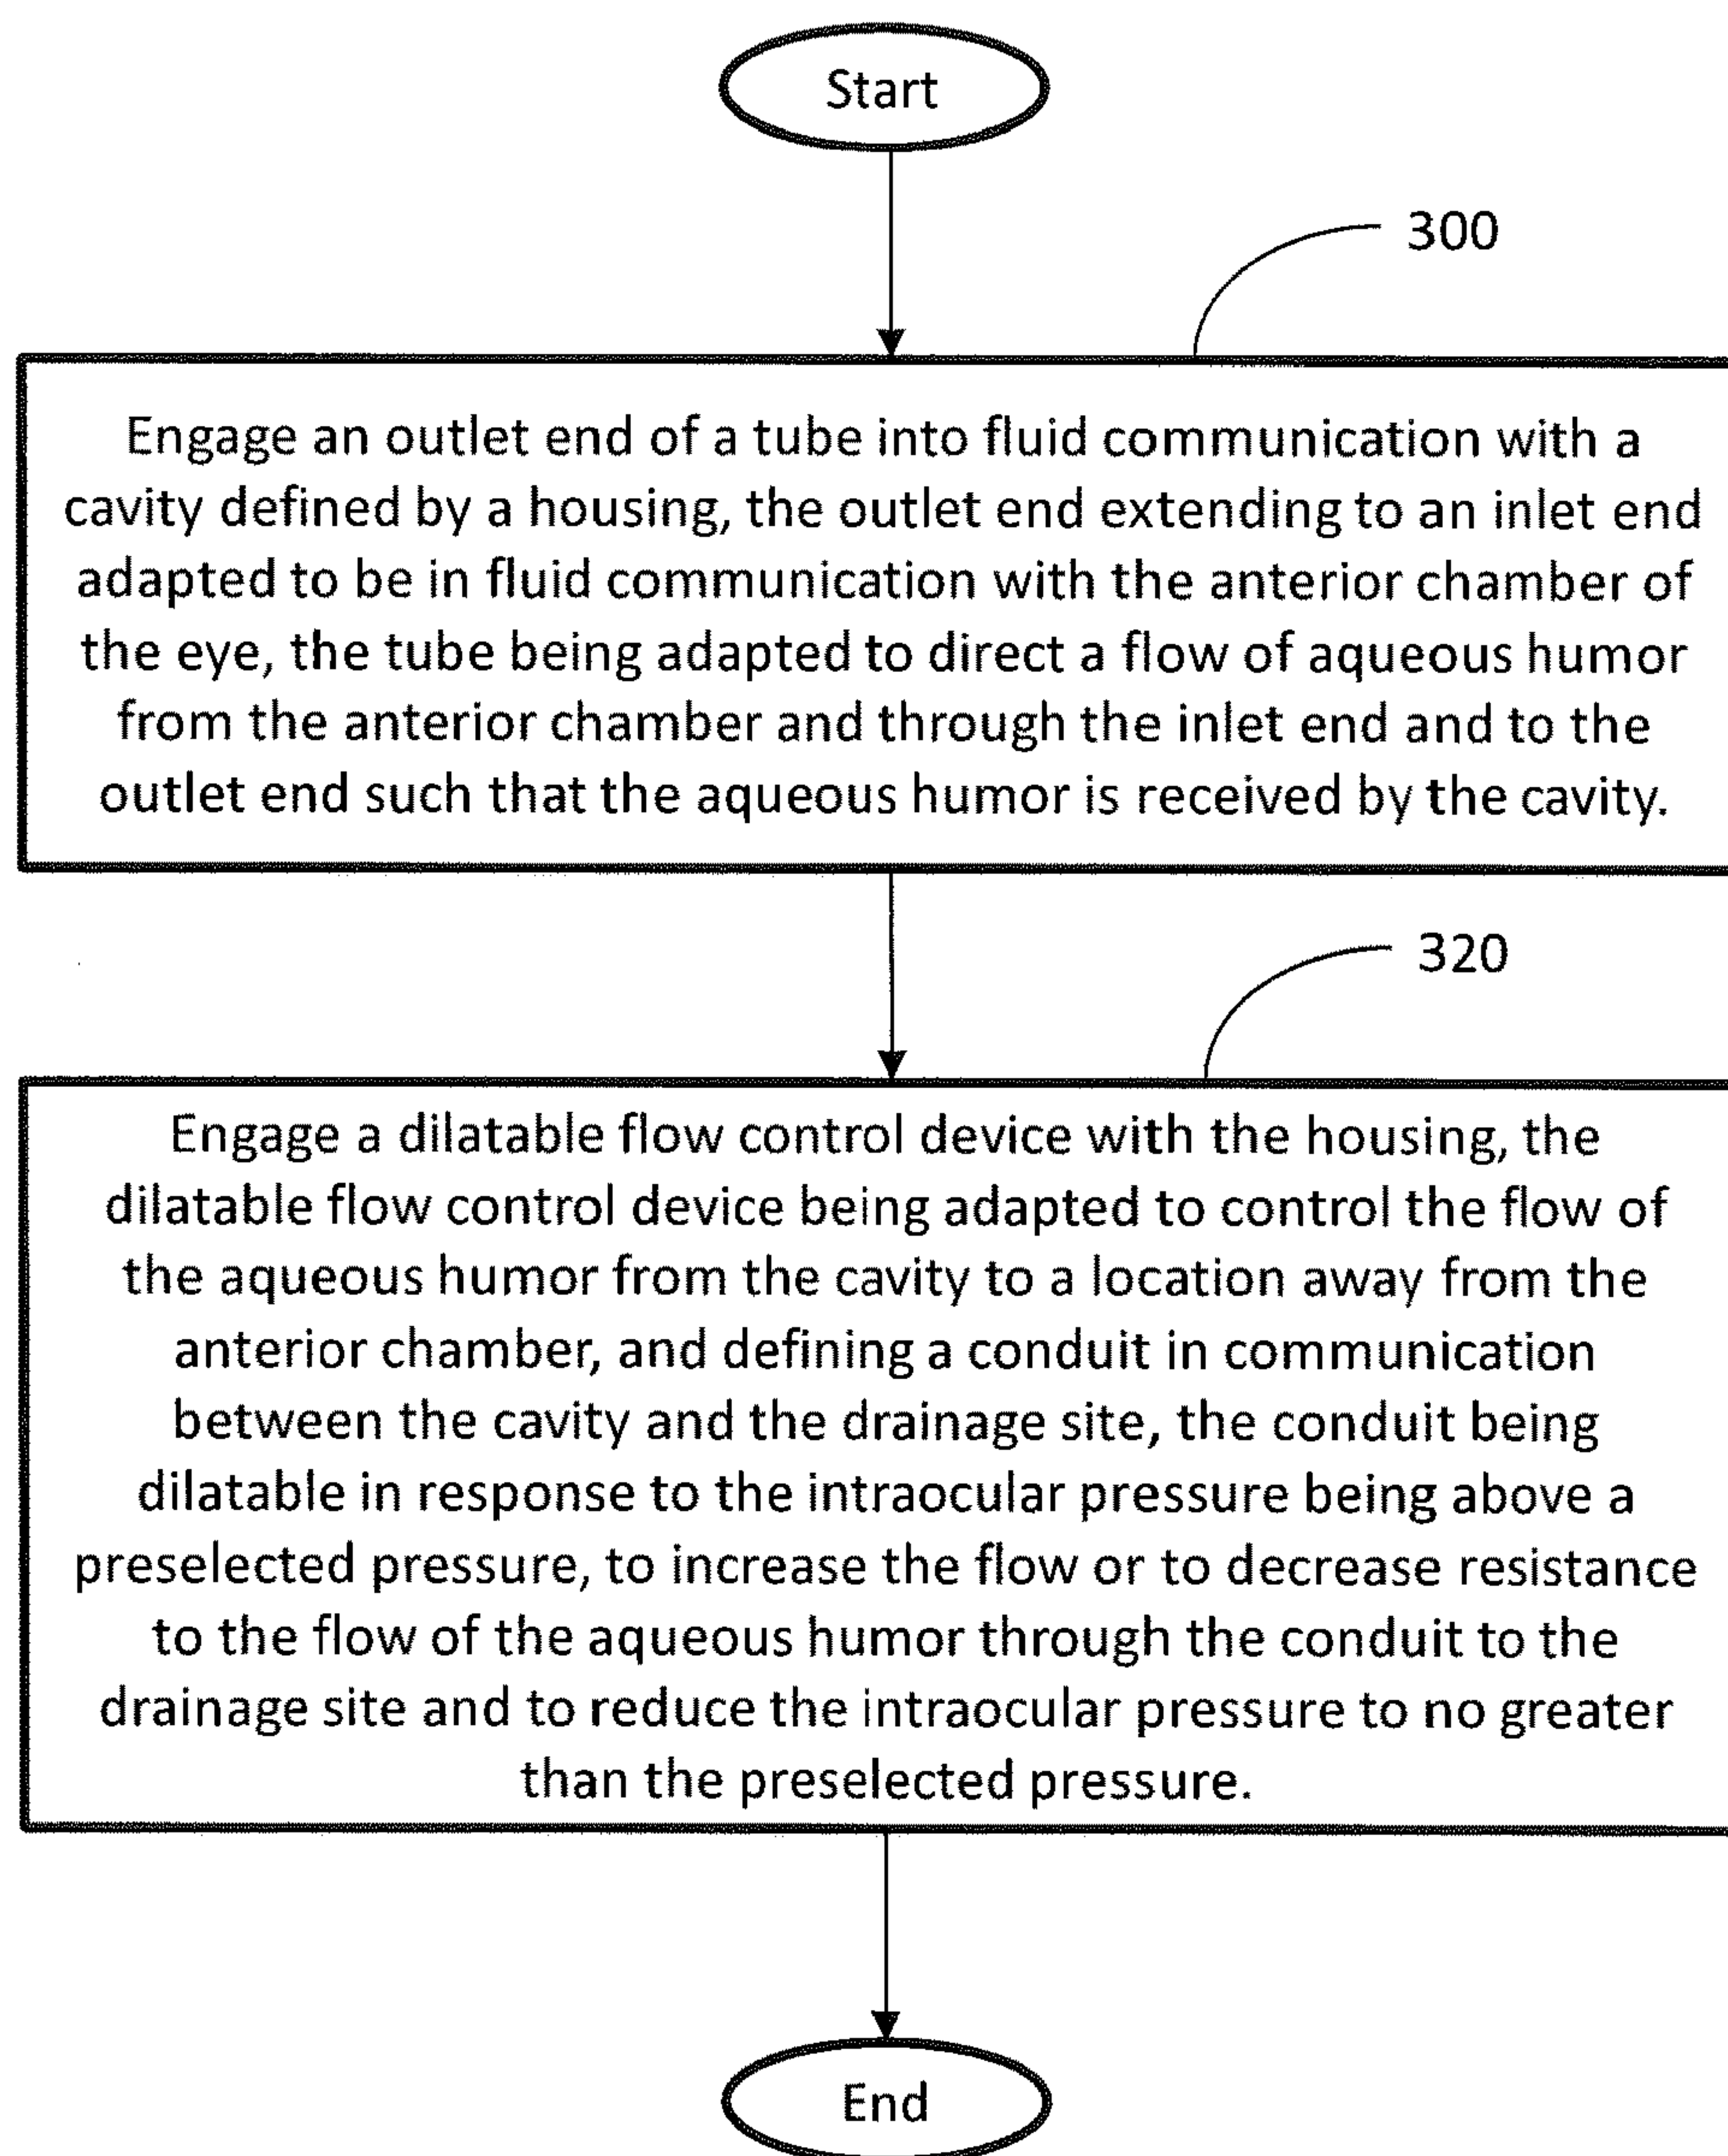 Start
300
Engage an outlet end of a tube into fluid communication with a
cavity defined by a housing, the outlet end extending to an inlet end
adapted to be in fluid communication with the anterior chamber of
the eye, the tube being adapted to direct a flow of aqueous humor
from the anterior chamber and through the inlet end and to the
outlet end such that the aqueous humor is received by the cavity.
320
Engage a dilatable flow control device with the housing, the
dilatable flow control device being adapted to control the flow of
the aqueous humor from the cavity to a location away from the
anterior chamber, and defining a conduit in communication
between the cavity and the drainage site, the conduit being
dilatable in response to the intraocular pressure being above a
preselected pressure, to increase the flow or to decrease resistance
to the flow of the aqueous humor through the conduit to the
drainage site and to reduce the intraocular pressure to no greater
than the preselected pressure.
End